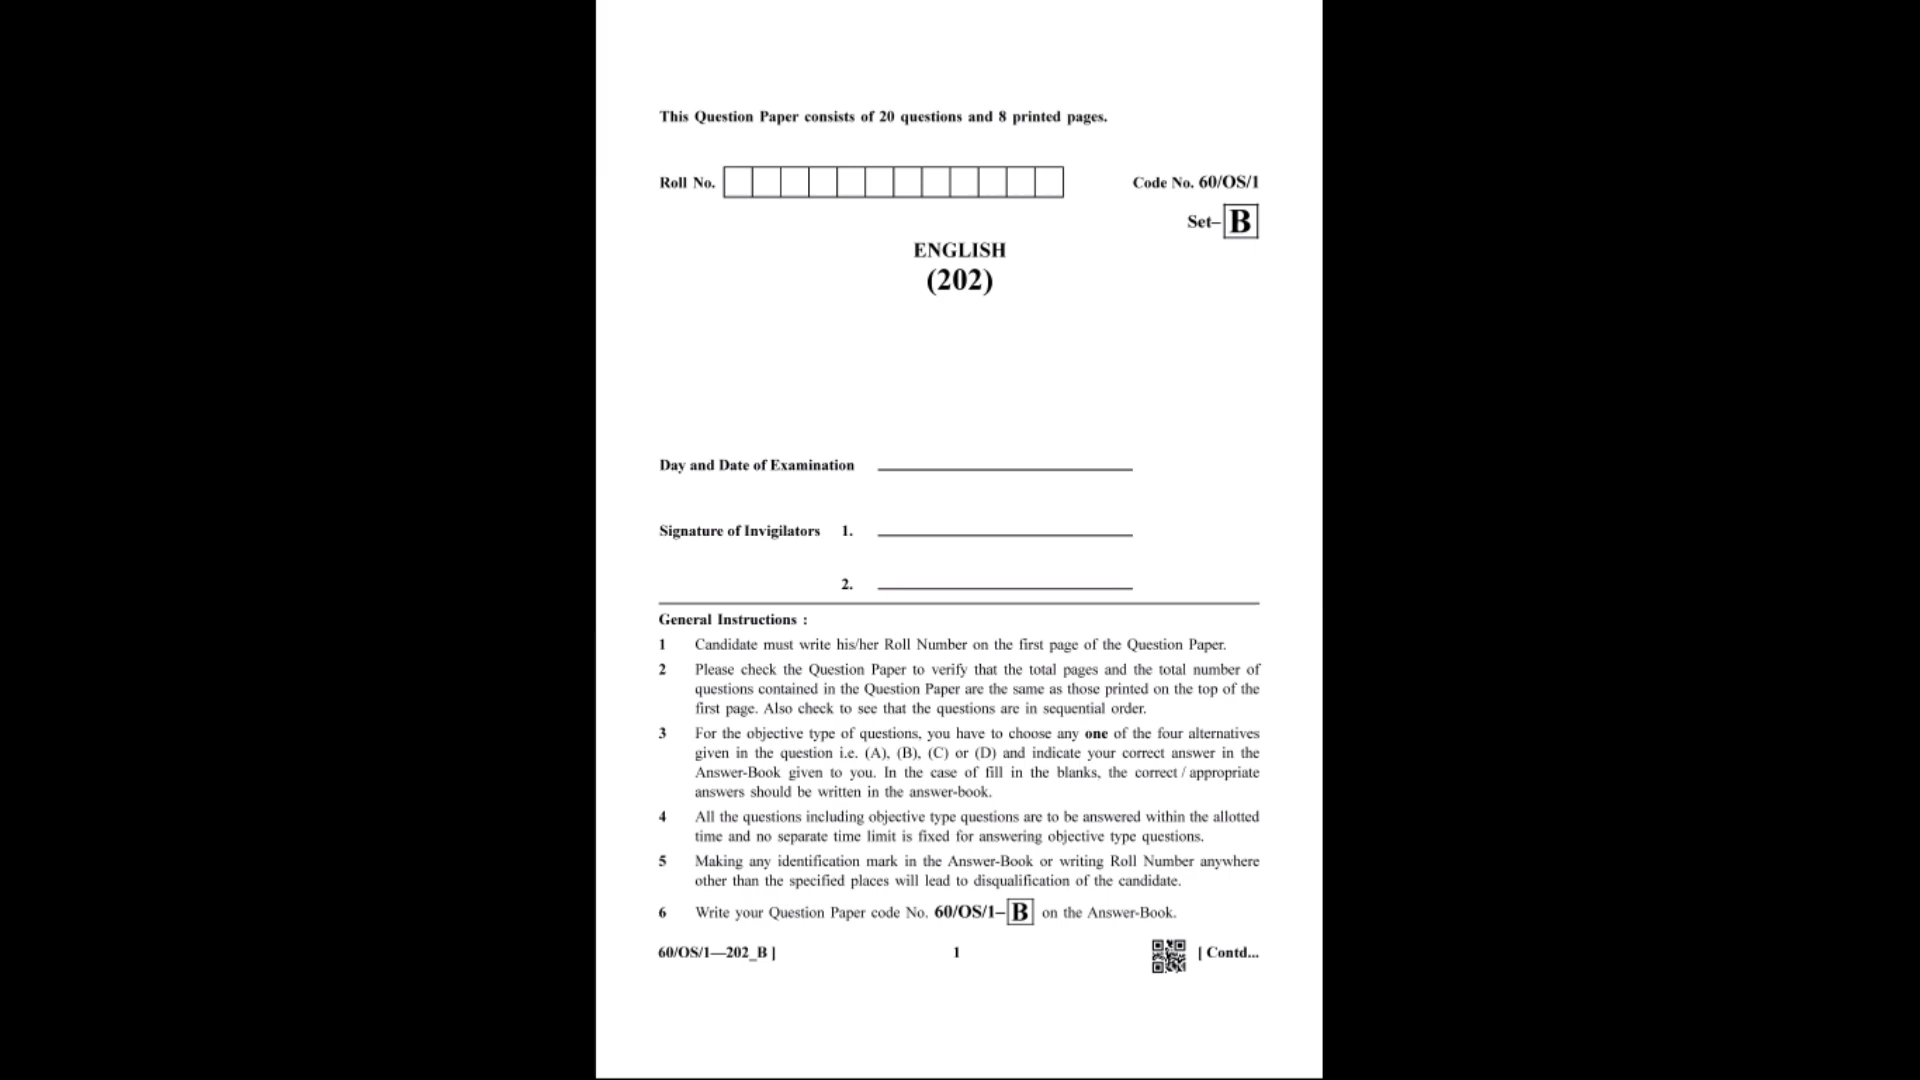 This Question Paper consists of 20 questions and 8 printed pages.
Roll No.
Code No. 60/OS/1
Set– B
ENGLISH
(202)
Day and Date of Examination
Signature of Invigilators 1.
2.
General Instructions :
1 Candidate must write his/her Roll Number on the first page of the Question Paper.
2 Please check the Question Paper to verify that the total pages and the total number of
questions contained in the Question Paper are the same as those printed on the top of the
first page. Also check to see that the questions are in sequential order.
3 For the objective type of questions, you have to choose any one of the four alternatives
given in the question i.e. (A), (B), (C) or (D) and indicate your correct answer in the
Answer-Book given to you. In the case of fill in the blanks, the correct / appropriate
answers should be written in the answer-book.
4 All the questions including objective type questions are to be answered within the allotted
time and no separate time limit is fixed for answering objective type questions.
5 Making any identification mark in the Answer-Book or writing Roll Number anywhere
other than the specified places will lead to disqualification of the candidate.
6 Write your Question Paper code No. 60/OS/1– B on the Answer-Book.
60/OS/1—202_B ] 1 [ Contd...